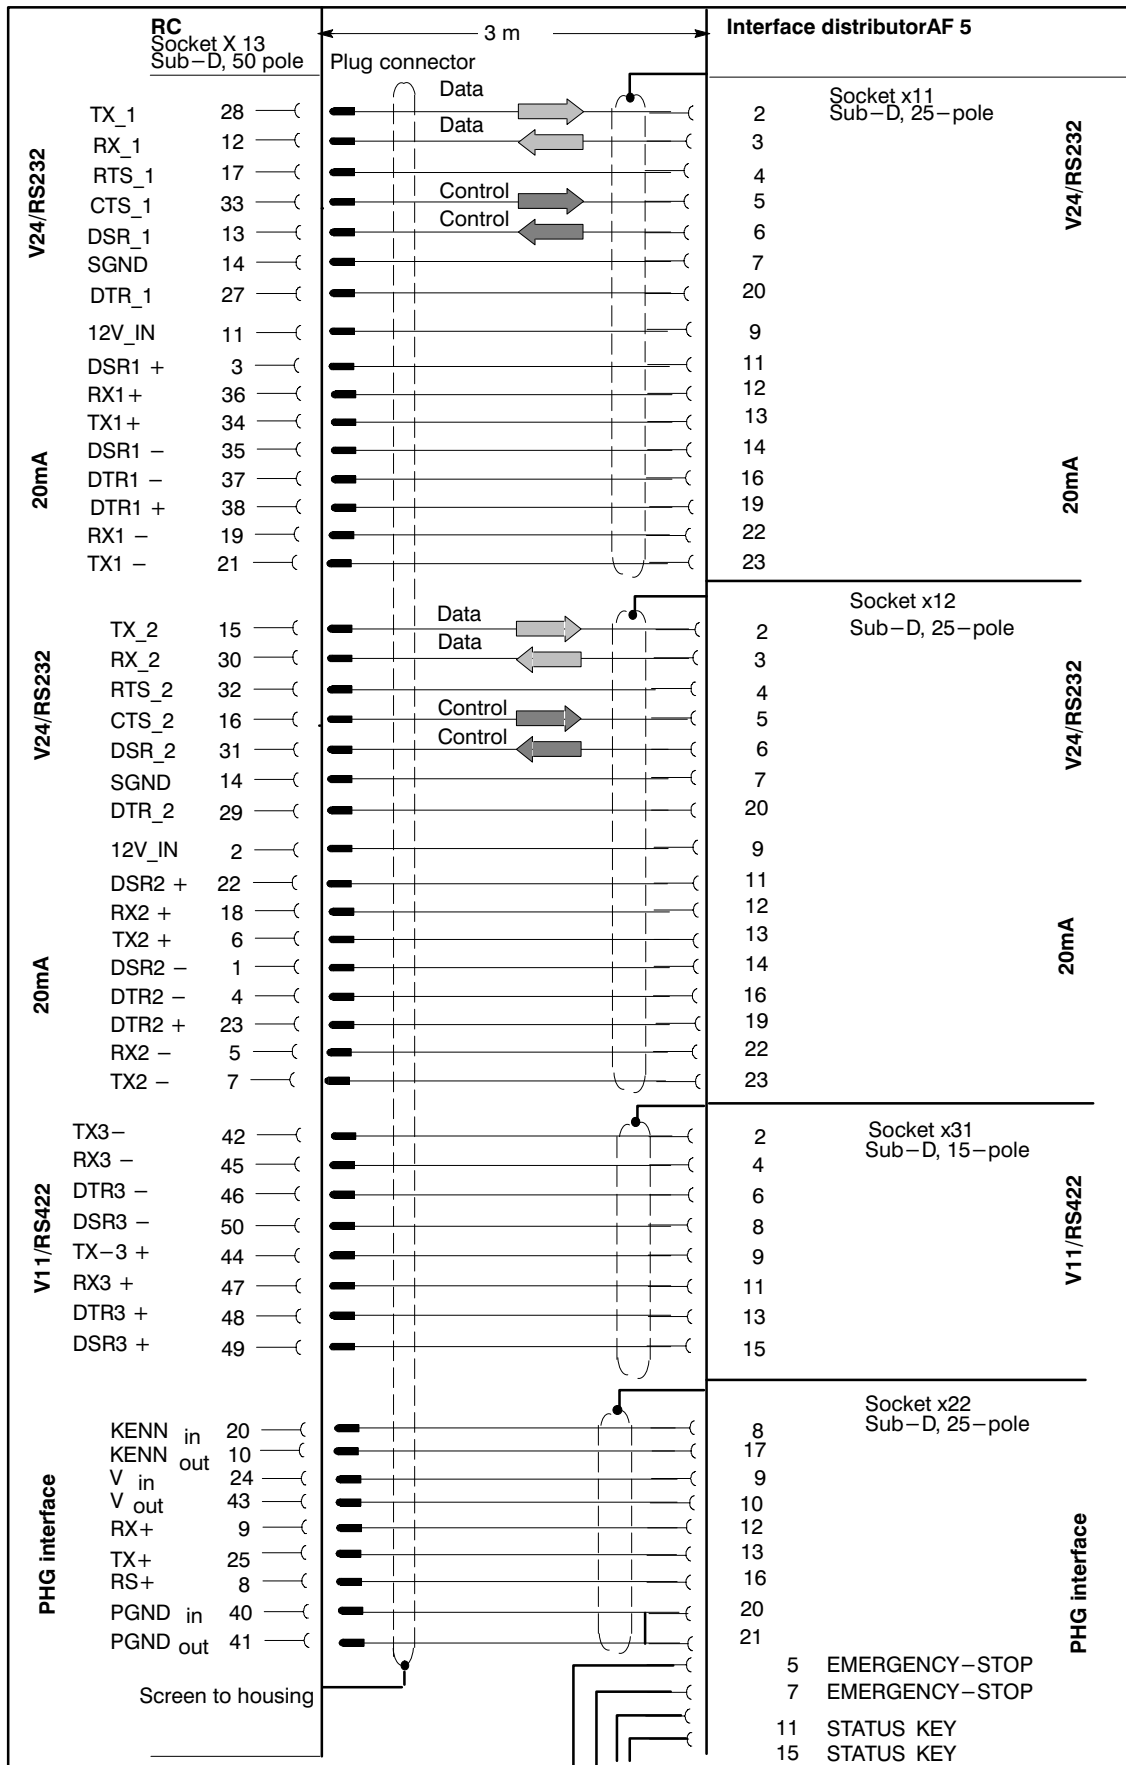 RC
Socket X 13
Sub−D, 50 pole
3 m
Plug connector
Interface distributorAF 5
Socket x11
Sub−D, 25−pole
V24/RS232
V24/RS232
TX_1 28 Data 2
RX_1 12 Data 3
RTS_1 17 4
CTS_1 33 Control 5
DSR_1 13 Control 6
SGND 14 7
DTR_1 27 20
12V_IN 11 9
20mA
20mA
DSR1 + 3 11
RX1+ 36 12
TX1+ 34 13
DSR1 − 35 14
DTR1 − 37 16
DTR1 + 38 19
RX1 − 19 22
TX1 − 21 23
Socket x12
Sub−D, 25−pole
V24/RS232
V24/RS232
TX_2 15 Data 2
RX_2 30 Data 3
RTS_2 32 4
CTS_2 16 Control 5
DSR_2 31 Control 6
SGND 14 7
DTR_2 29 20
12V_IN 2 9
20mA
20mA
DSR2 + 22 11
RX2 + 18 12
TX2 + 6 13
DSR2 − 1 14
DTR2 − 4 16
DTR2 + 23 19
RX2 − 5 22
TX2 − 7 23
Socket x31
Sub−D, 15−pole
V11/RS422
V11/RS422
TX3− 42 2
RX3 − 45 4
DTR3 − 46 6
DSR3 − 50 8
TX−3 + 44 9
RX3 + 47 11
DTR3 + 48 13
DSR3 + 49 15
Socket x22
Sub−D, 25−pole
PHG interface
PHG interface
KENN in 20 8
KENN out 10 17
V in 24 9
V out 43 10
RX+ 9 12
TX+ 25 13
RS+ 8 16
PGND in 40 20
PGND out 41 21
Screen to housing
5 EMERGENCY−STOP
7 EMERGENCY−STOP
11 STATUS KEY
15 STATUS KEY